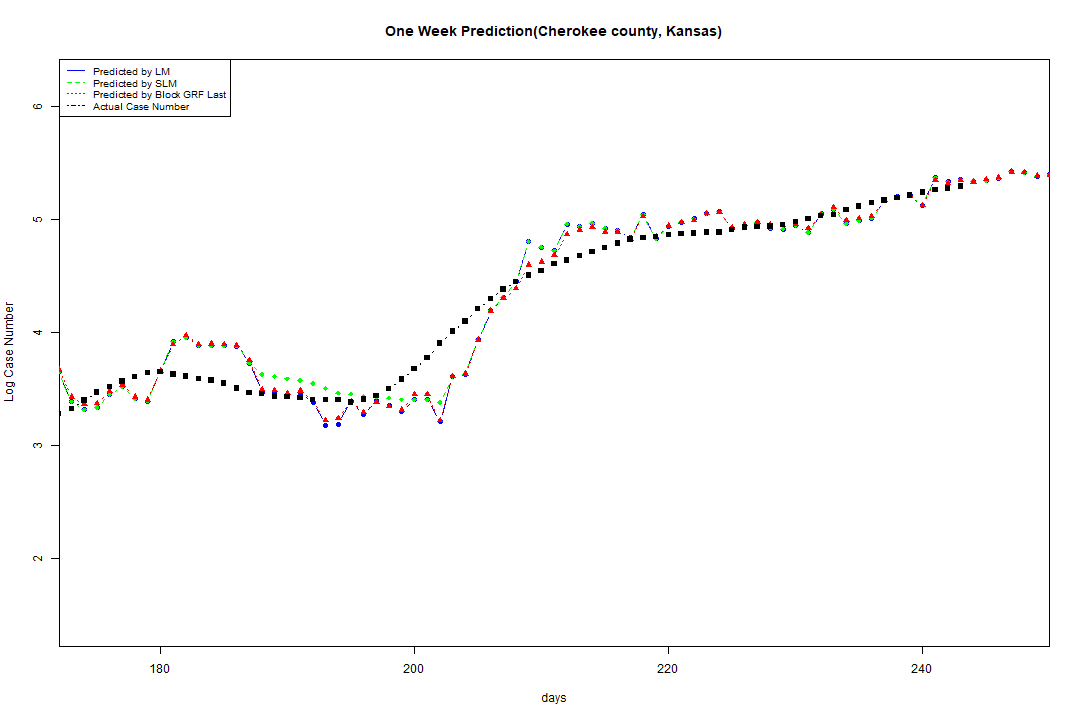 One Week Prediction(Cherokee county, Kansas)
Predicted by LM
Predicted by SLM
Predicted by Block GRF Last
Actual Case Number
6
5
4
3
2
Log Case Number
180 200 220 240
days